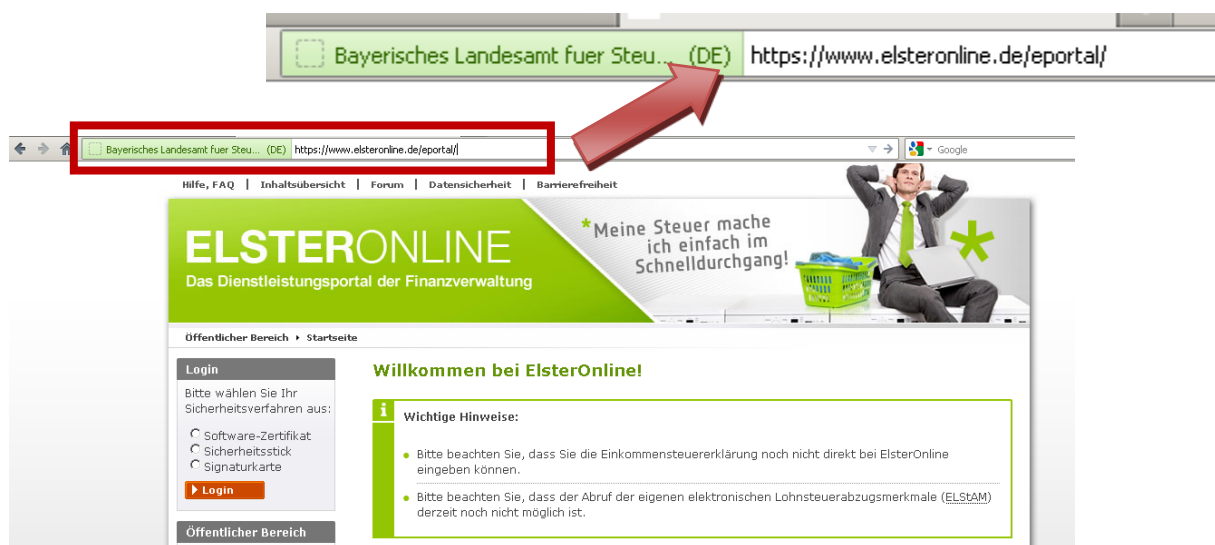 Bayerisches Landesamt fuer Steu... (DE) https://www.elsteronline.de/eportal/
Bayerisches Landesamt fuer Steu... (DE) https://www.elsteronline.de/eportal/
Google
Hilfe, FAQ | Inhaltsübersicht | Forum | Datensicherheit | Barrierefreiheit
ELSTERONLINE
Das Dienstleistungsportal der Finanzverwaltung
*Meine Steuer mache
ich einfach im
Schnelldurchgang!
Öffentlicher Bereich Startseite
Login
Bitte wählen Sie Ihr
Sicherheitsverfahren aus:
Software-Zertifikat
Sicherheitsstick
Signaturkarte
Login
Öffentlicher Bereich
Willkommen bei ElsterOnline!
i
Wichtige Hinweise:
Bitte beachten Sie, dass Sie die Einkommensteuererklärung noch nicht direkt bei ElsterOnline
eingeben können.
Bitte beachten Sie, dass der Abruf der eigenen elektronischen Lohnsteuerabzugsmerkmale (ELStAM)
derzeit noch nicht möglich ist.